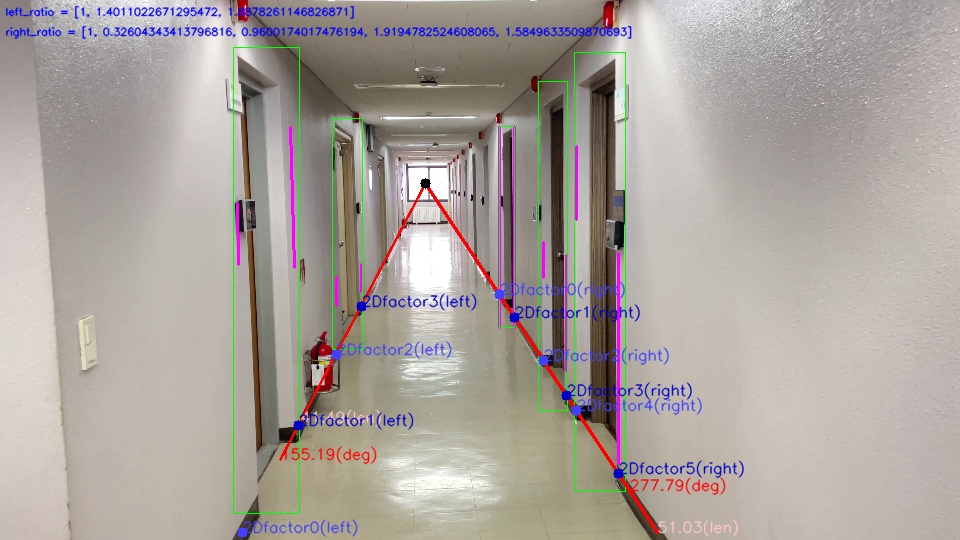 left_ratio = [1, 1.4011022671295472, 1.
right_ratio = [1, 0.32604343413796816, 0.9600174017476194, 1.9194782524608065, 1.5849633509870693]
2Dfactor0(right)
2Dfactor3(left)
2Dfactor1(right)
2Dfactor2(left)
2Dfactor2(right)
2Dfactor3(right)
2Dfactor4(right)
2Dfactor1(left)
155.19(deg)
2Dfactor5(right)
277.79(deg)
2Dfactor0(left)
51.03(len)